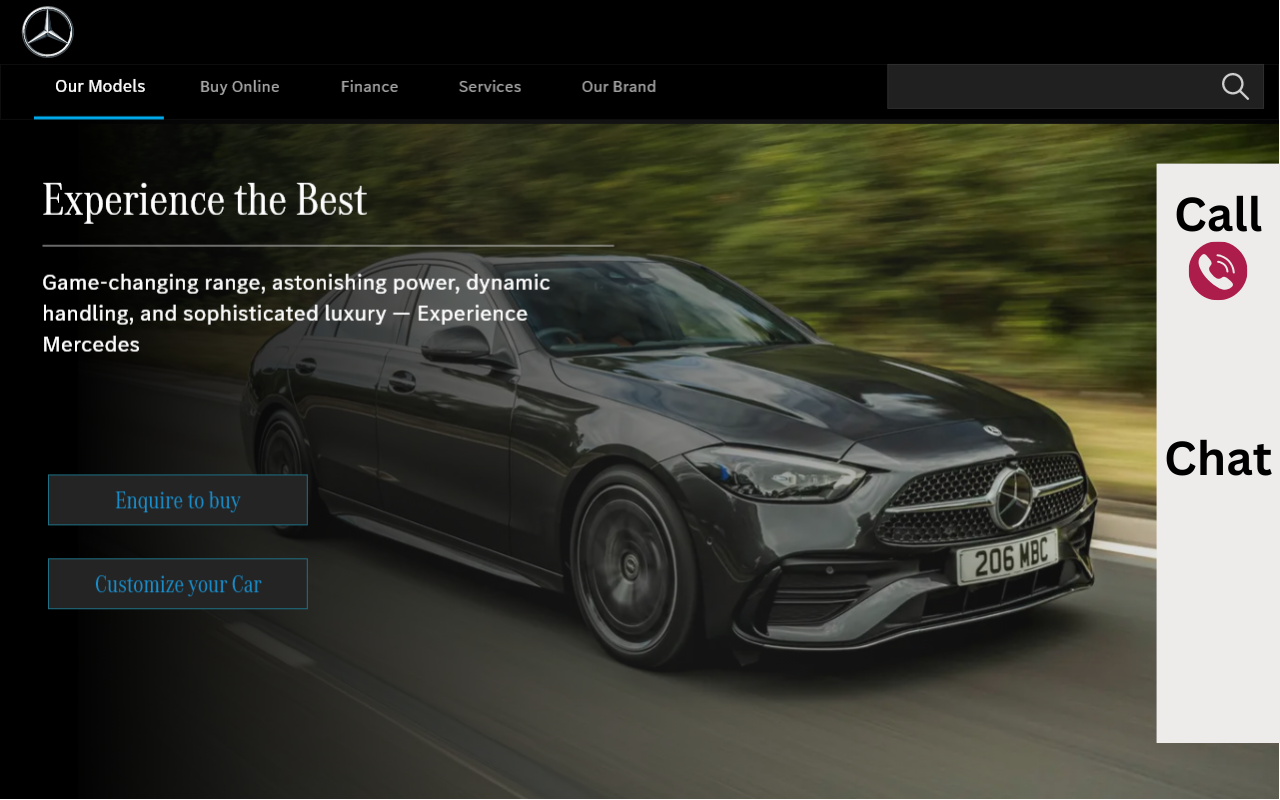 Our Models
Buy Online
Finance
Services
Our Brand
Experience the Best
Game-changing range, astonishing power, dynamic
handling, and sophisticated luxury — Experience
Mercedes
Call
Chat
Enquire to buy
Customize your Car
206 MBC